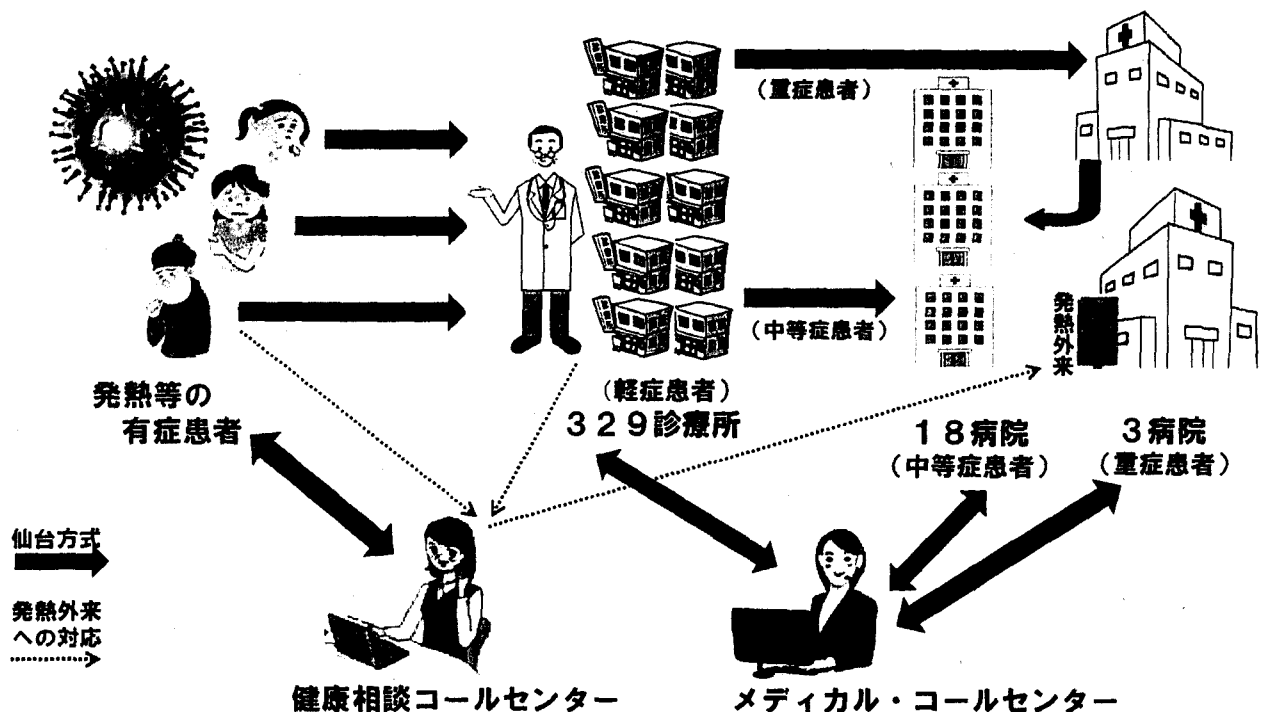 (重症患者)
発熱外来
(中等症患者)
発熱等の
有症患者
(軽症患者)
329診療所
18病院
(中等症患者)
3病院
(重症患者)
仙台方式
発熱外来
への対応
健康相談コールセンター
メディカル・コールセンター